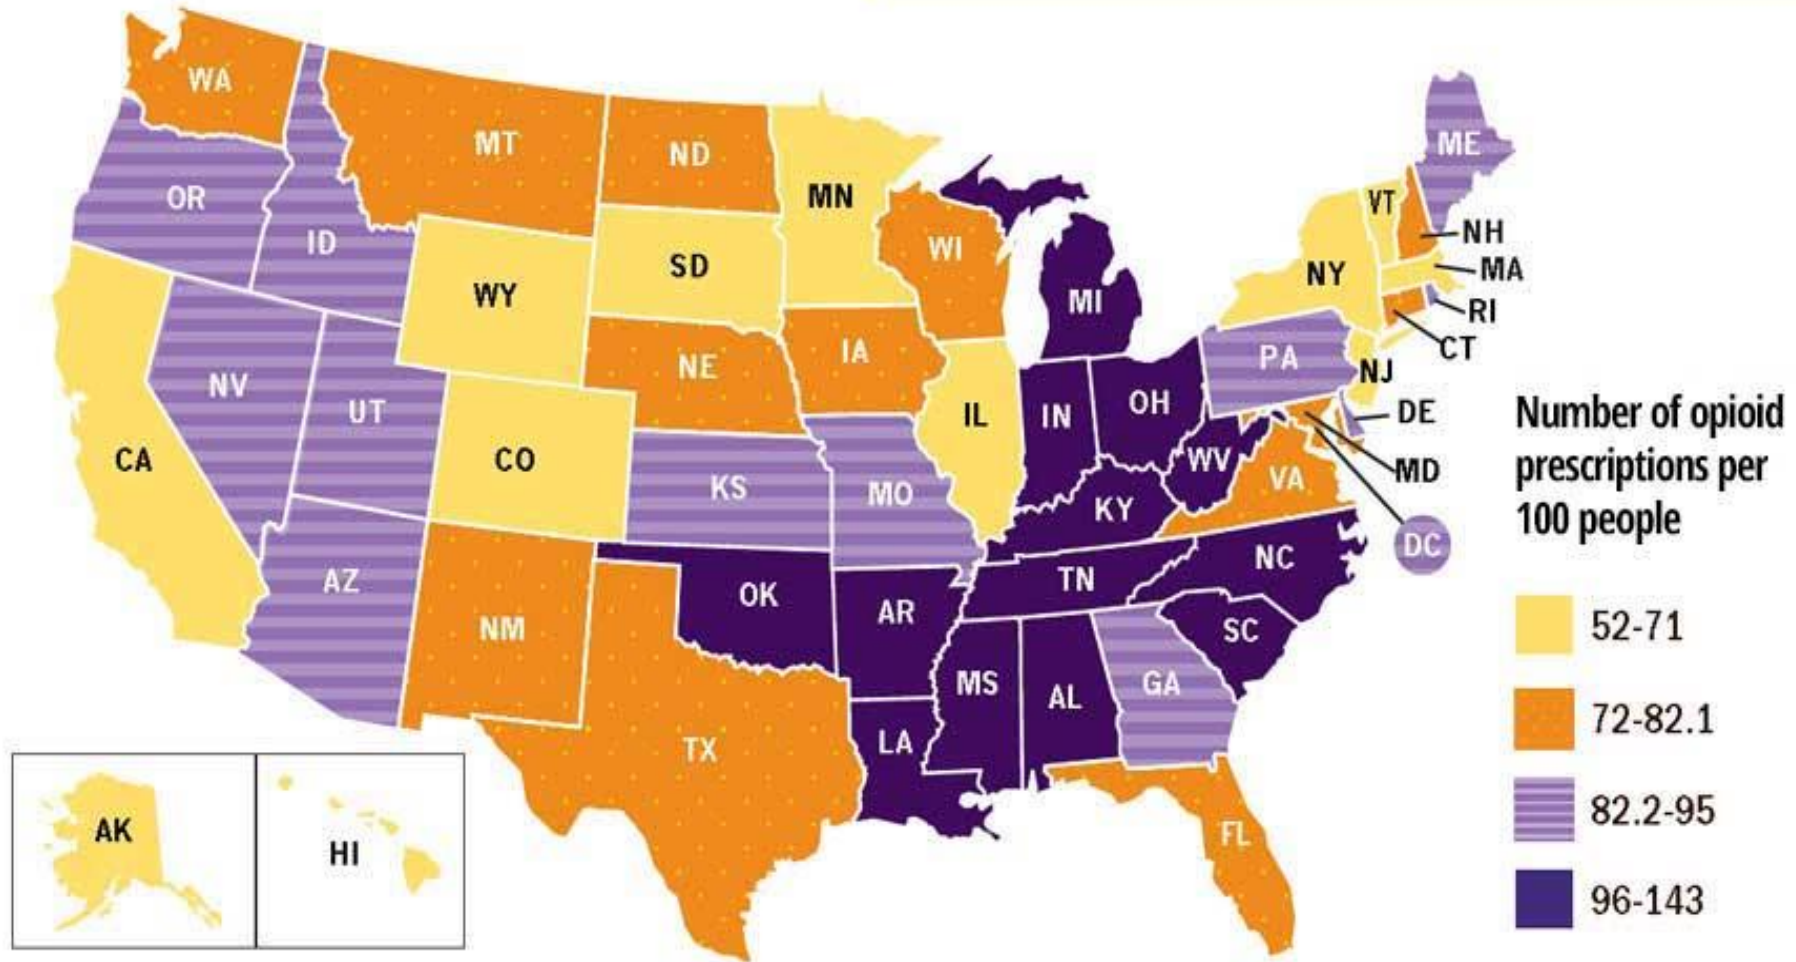 WA
MT
ND
MN
ME
OR
ID
WY
SD
WI
MI
NY
VT
NH
MA
RI
CT
NE
IA
PA
NJ
NV
UT
CA
CO
KS
MO
IL
IN
OH
WV
VA
DE
MD
DC
KY
AZ
NM
OK
AR
TN
NC
SC
TX
LA
MS
AL
GA
FL
AK
HI
Number of opioid
prescriptions per
100 people
52-71
72-82.1
82.2-95
96-143